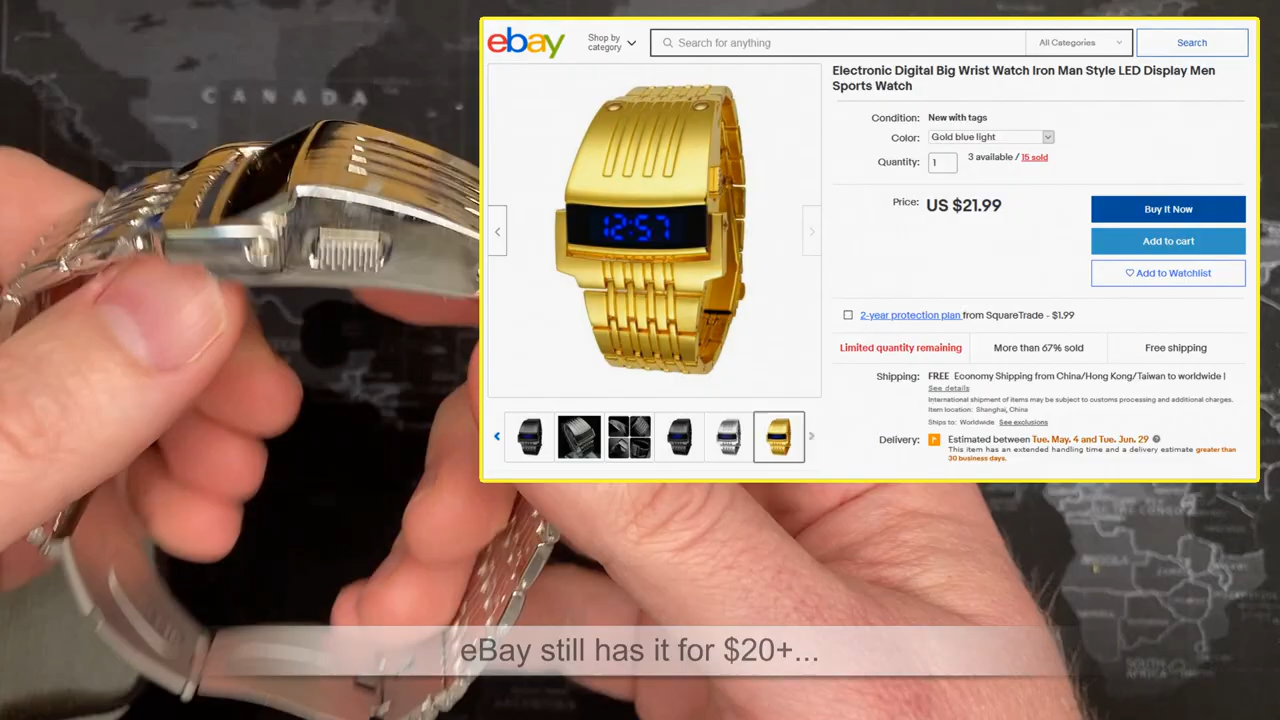 CANADA
ebay
Shop by
category
Search for anything
All Categories
Search
Electronic Digital Big Wrist Watch Iron Man Style LED Display Men
Sports Watch
Condition: New with tags
Color: Gold blue light
Quantity: 1 3 available / 15 sold
Price: US $21.99
Buy It Now
Add to cart
Add to Watchlist
12:57
2-year protection plan from SquareTrade - $1.99
Limited quantity remaining
More than 67% sold
Free shipping
Shipping: FREE Economy Shipping from China/Hong Kong/Taiwan to worldwide |
See details
International shipment of items may be subject to customs processing and additional charges.
Item location: Shanghai, China
Ships to: Worldwide See exclusions
Delivery: Estimated between Tue. May. 4 and Tue. Jun. 29
This item has an extended handling time and a delivery estimate greater than
30 business days.
eBay still has it for $20+...